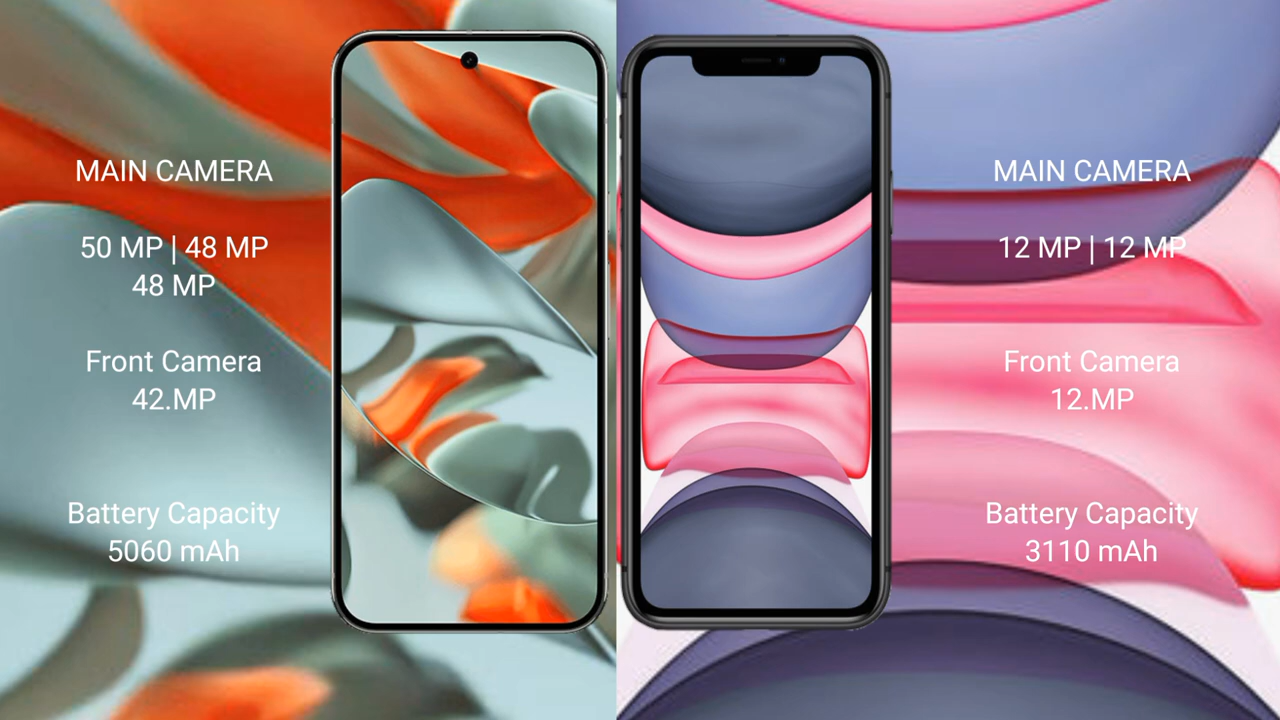 MAIN CAMERA
50 MP | 48 MP
48 MP
Front Camera
42.MP
Battery Capacity
5060 mAh
MAIN CAMERA
12 MP | 12 MP
Front Camera
12.MP
Battery Capacity
3110 mAh